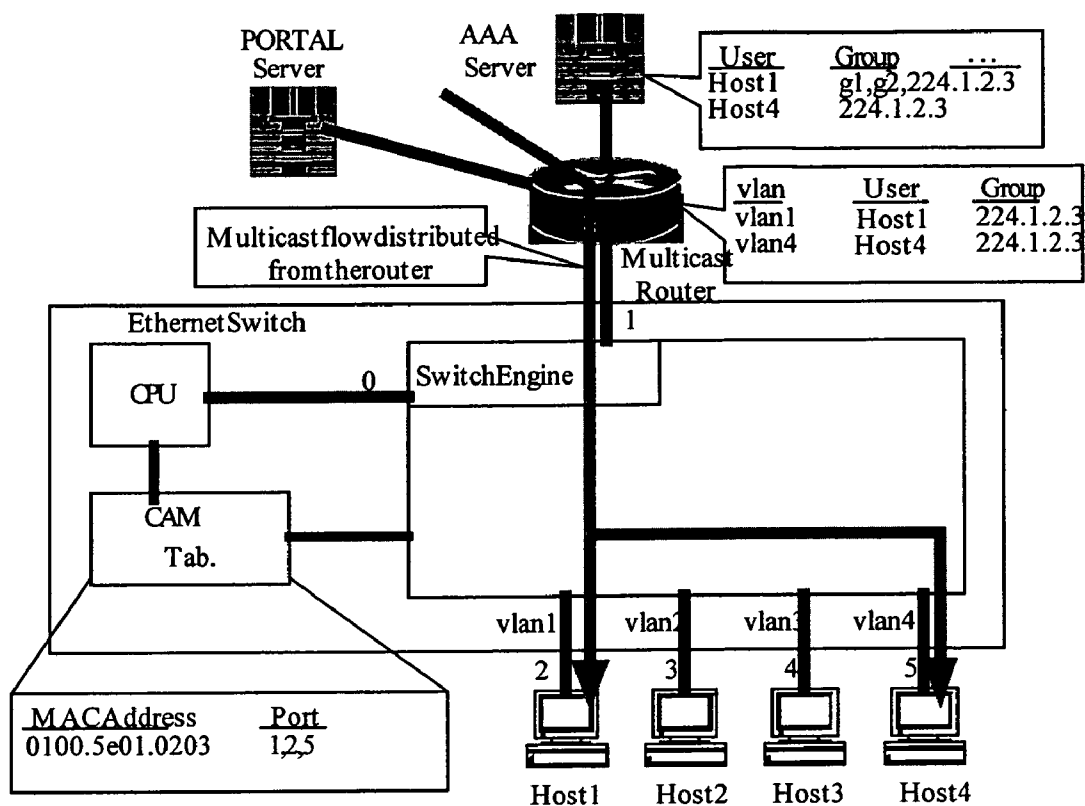 PORTAL
Server
AAA
Server
User Group ...
Host1 g1,g2,224.1.2.3
Host4 224.1.2.3
vlan User Group
vlan1 Host1 224.1.2.3
vlan4 Host4 224.1.2.3
Multicastflowdistributed
fromtherouter
Multicast
Router
1
EthernetSwitch
CPU
0
SwitchEngine
CAM
Tab.
vlan1 vlan2 vlan3 vlan4
2 3 4 5
MACAddress Port
0100.5e01.0203 1,2,5
Host1 Host2 Host3 Host4